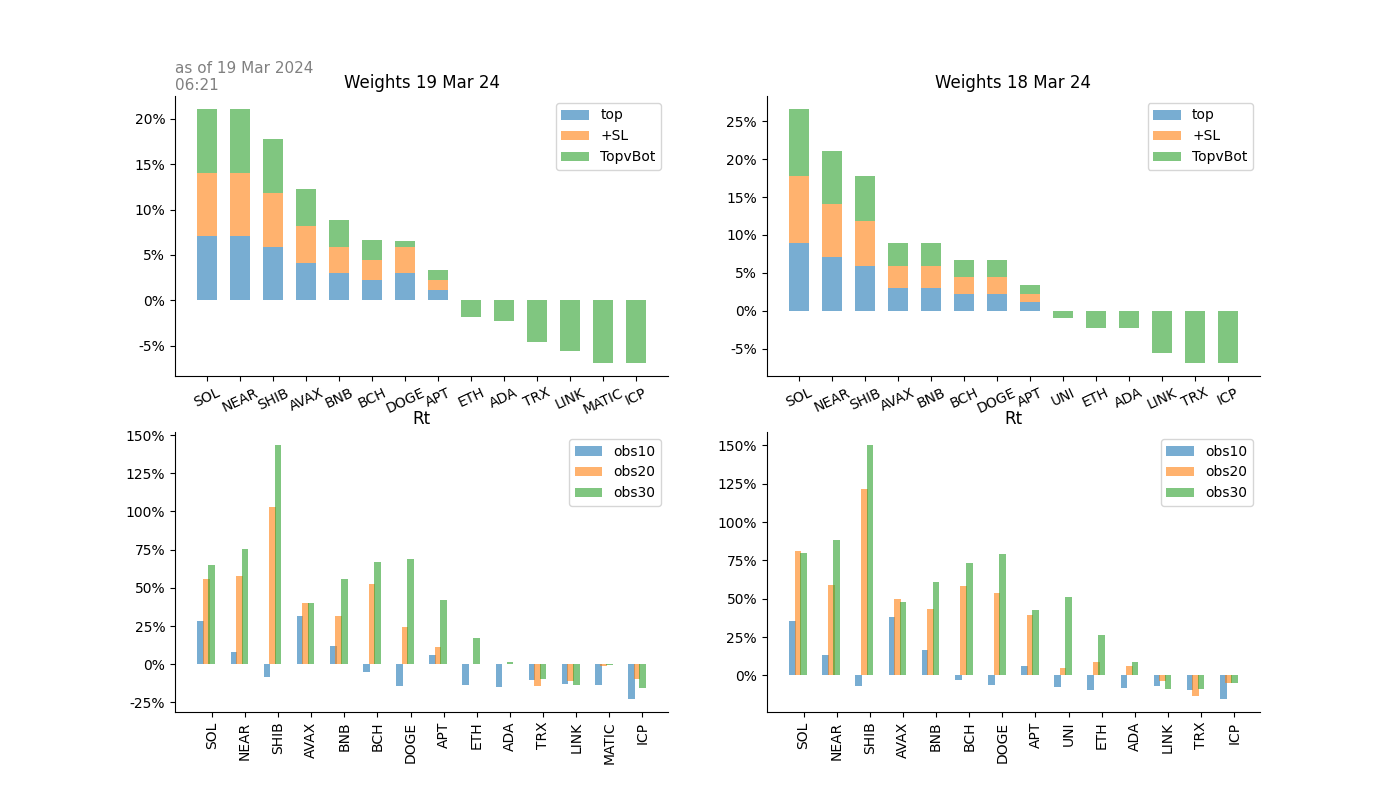 as of 19 Mar 2024
06:21
Weights 19 Mar 24
20%
15%
10%
5%
0%
-5%
top
+SL
TopvBot
SOL NEAR SHIB AVAX BNB BCH DOGE APT ETH ADA TRX LINK MATIC ICP
Weights 18 Mar 24
25%
20%
15%
10%
5%
0%
-5%
top
+SL
TopvBot
SOL NEAR SHIB AVAX BNB BCH DOGE APT UNI ETH ADA LINK TRX ICP
Rt
150%
125%
100%
75%
50%
25%
0%
-25%
obs10
obs20
obs30
SOL NEAR SHIB AVAX BNB BCH DOGE APT ETH ADA TRX LINK MATIC ICP
Rt
150%
125%
100%
75%
50%
25%
0%
obs10
obs20
obs30
SOL NEAR SHIB AVAX BNB BCH DOGE APT UNI ETH ADA LINK TRX ICP